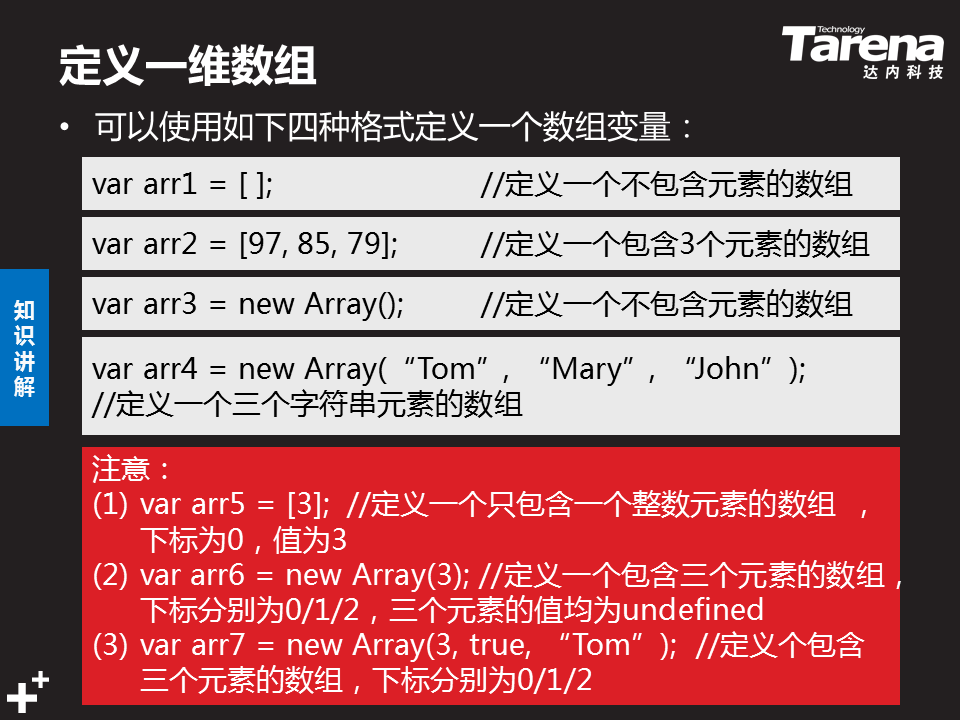 定义一维数组
Technology
Tarena
达内科技
• 可以使用如下四种格式定义一个数组变量：
var arr1 = [ ]; //定义一个不包含元素的数组
var arr2 = [97, 85, 79]; //定义一个包含3个元素的数组
var arr3 = new Array(); //定义一个不包含元素的数组
var arr4 = new Array(“Tom”, “Mary”, “John”);
//定义一个三个字符串元素的数组
知识讲解
注意：
(1) var arr5 = [3]; //定义一个只包含一个整数元素的数组 ，
下标为0，值为3
(2) var arr6 = new Array(3); //定义一个包含三个元素的数组，
下标分别为0/1/2，三个元素的值均为undefined
(3) var arr7 = new Array(3, true, “Tom”); //定义个包含
三个元素的数组，下标分别为0/1/2